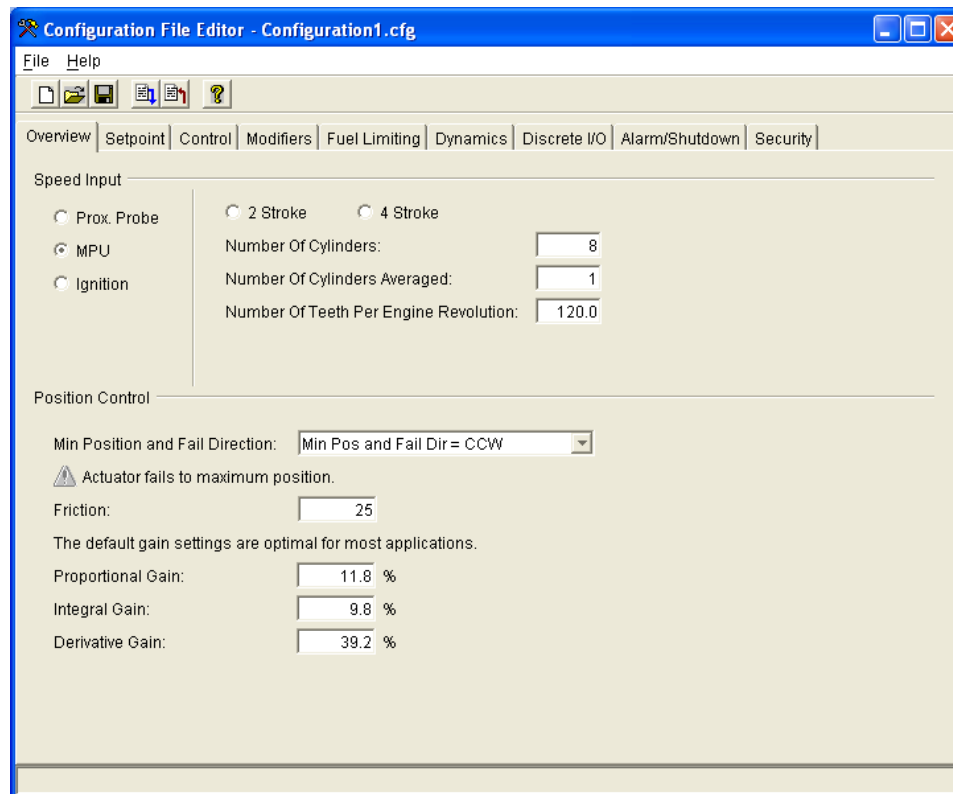 Configuration File Editor - Configuration1.cfg
File Help
Overview Setpoint Control Modifiers Fuel Limiting Dynamics Discrete I/O Alarm/Shutdown Security
Speed Input
Prox. Probe
MPU
Ignition
2 Stroke 4 Stroke
Number Of Cylinders: 8
Number Of Cylinders Averaged: 1
Number Of Teeth Per Engine Revolution: 120.0
Position Control
Min Position and Fail Direction: Min Pos and Fail Dir = CCW
Actuator fails to maximum position.
Friction: 25
The default gain settings are optimal for most applications.
Proportional Gain: 11.8 %
Integral Gain: 9.8 %
Derivative Gain: 39.2 %